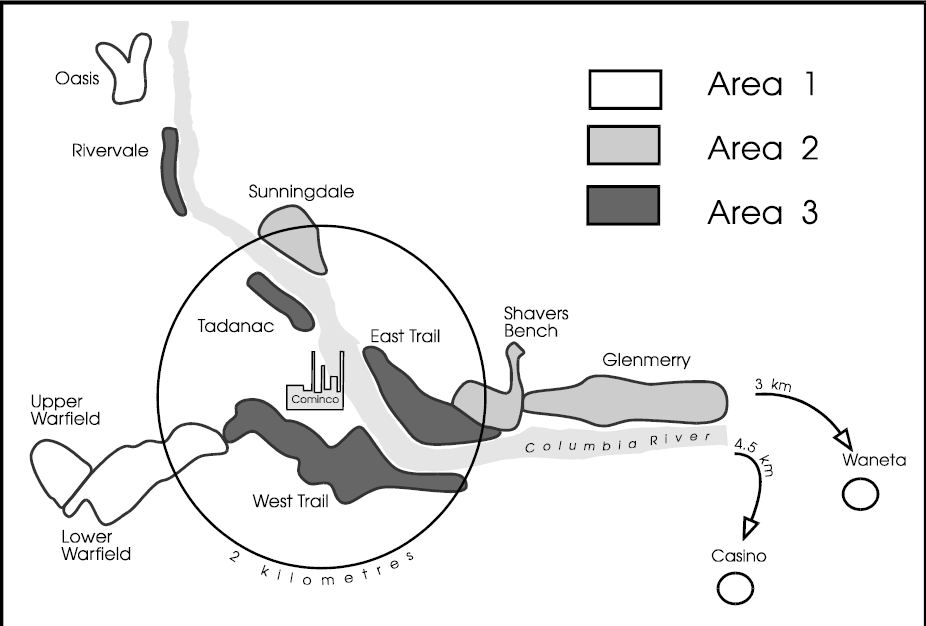 Oasis
Area 1
Rivervale
Area 2
Sunningdale
Area 3
Tadanac
East Trail
Shavers
Bench
Glenmerry
Cominco
3 km
Upper
Warfield
Columbia River
4.5 km
Waneta
West Trail
Lower
Warfield
2 kilometres
Casino